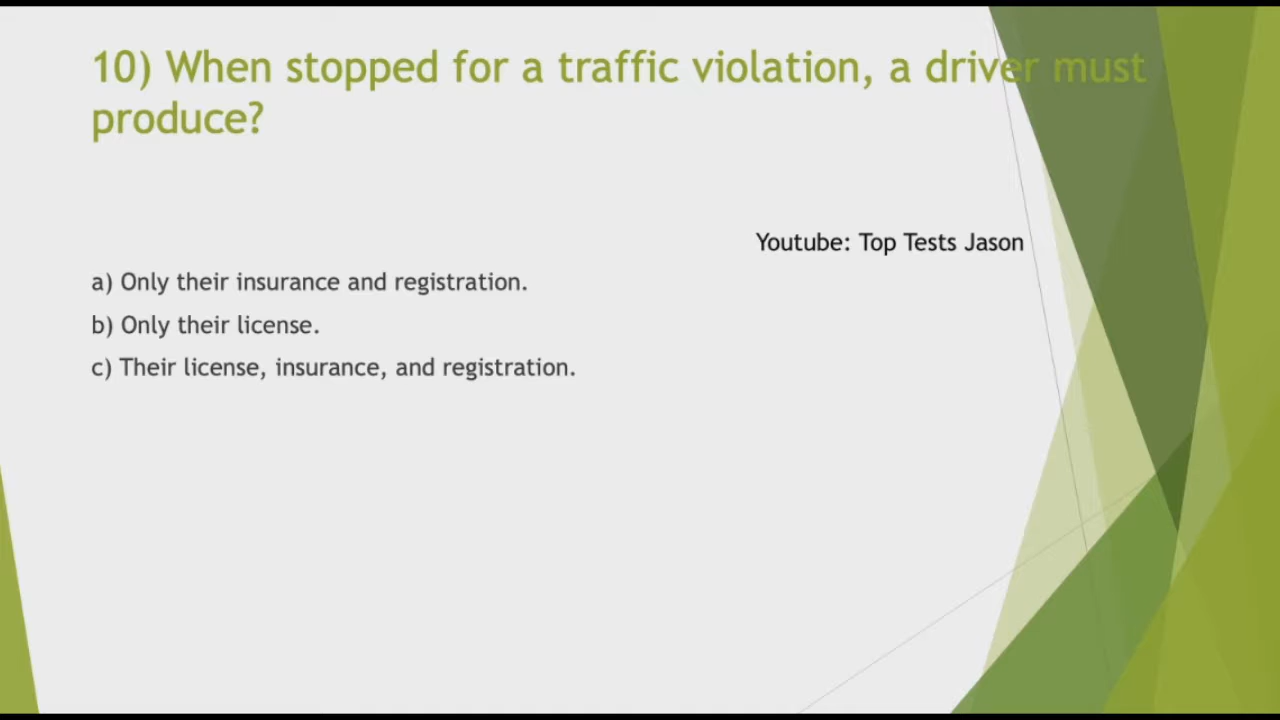 10) When stopped for a traffic violation, a driver must
produce?
Youtube: Top Tests Jason
a) Only their insurance and registration.
b) Only their license.
c) Their license, insurance, and registration.